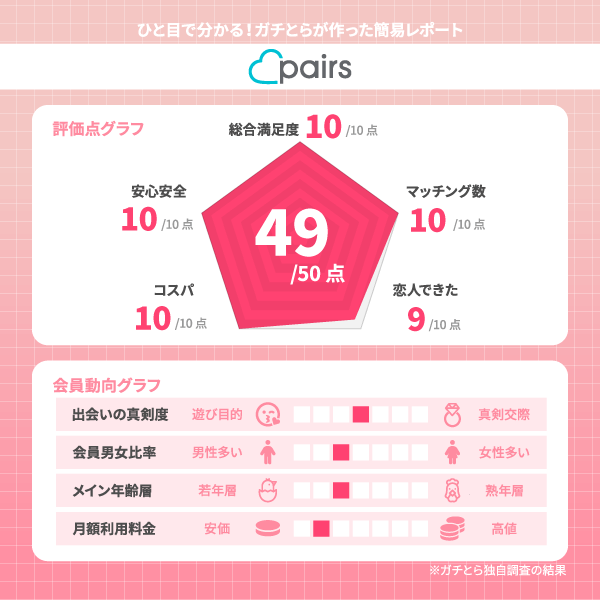 ひと目で分かる！ガチとらが作った簡易レポート
pairs
評価点グラフ
総合満足度 10 /10 点
安心安全
10 /10 点
マッチング数
10 /10 点
49
/50 点
コスパ
10 /10 点
恋人できた
9 /10 点
会員動向グラフ
出会いの真剣度 遊び目的 真剣交際
会員男女比率 男性多い 女性多い
メイン年齢層 若年層 熟年層
月額利用料金 安価 高値
※ガチとら独自調査の結果